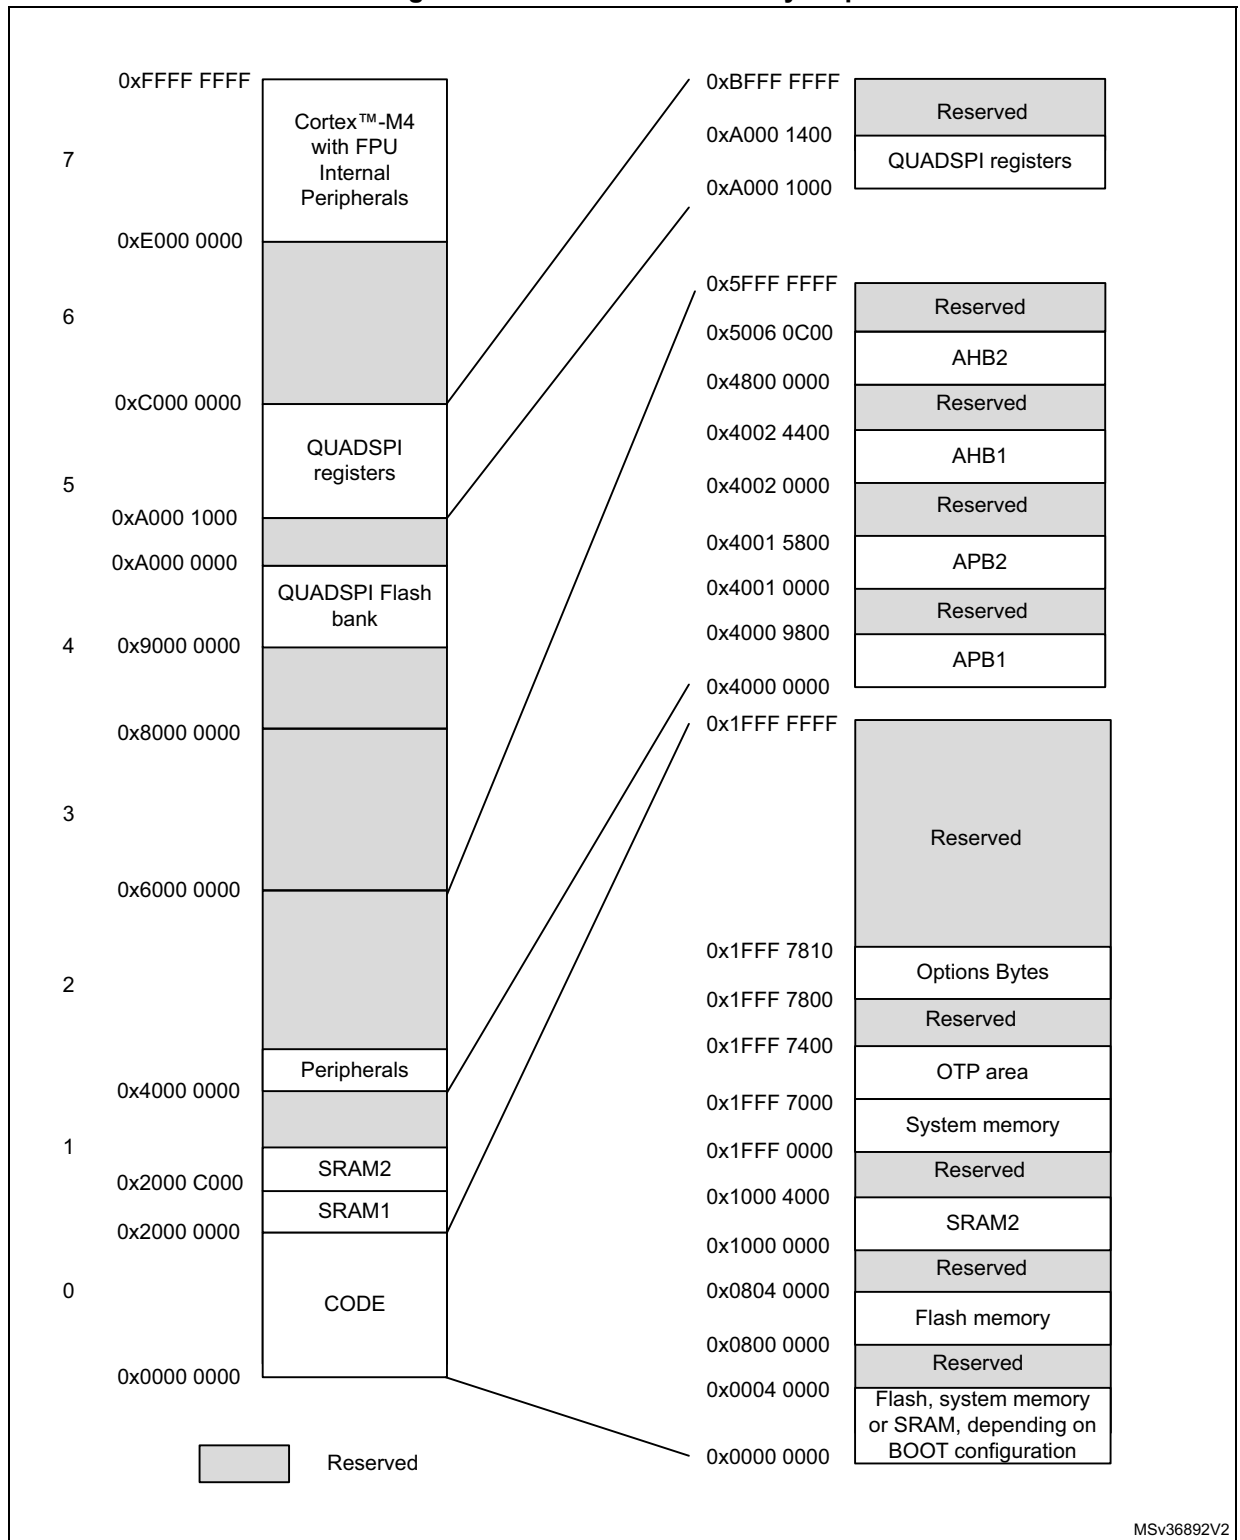 0xFFFF FFFF
Cortex™-M4
with FPU
Internal
Peripherals
7
0xE000 0000
6
0xC000 0000
QUADSPI
registers
5
0xA000 1000
0xA000 0000
QUADSPI Flash
bank
4
0x9000 0000
0x8000 0000
3
0x6000 0000
2
Peripherals
0x4000 0000
1
SRAM2
0x2000 C000
SRAM1
0x2000 0000
0
CODE
0x0000 0000
Reserved
0xBFFF FFFF
Reserved
0xA000 1400
QUADSPI registers
0xA000 1000
0x5FFF FFFF
Reserved
0x5006 0C00
AHB2
0x4800 0000
Reserved
0x4002 4400
AHB1
0x4002 0000
Reserved
0x4001 5800
APB2
0x4001 0000
Reserved
0x4000 9800
APB1
0x4000 0000
0x1FFF FFFF
Reserved
0x1FFF 7810
Options Bytes
0x1FFF 7800
Reserved
0x1FFF 7400
OTP area
0x1FFF 7000
System memory
0x1FFF 0000
Reserved
0x1000 4000
SRAM2
0x1000 0000
Reserved
0x0804 0000
Flash memory
0x0800 0000
Reserved
0x0004 0000
Flash, system memory
or SRAM, depending on
BOOT configuration
0x0000 0000
MSv36892V2